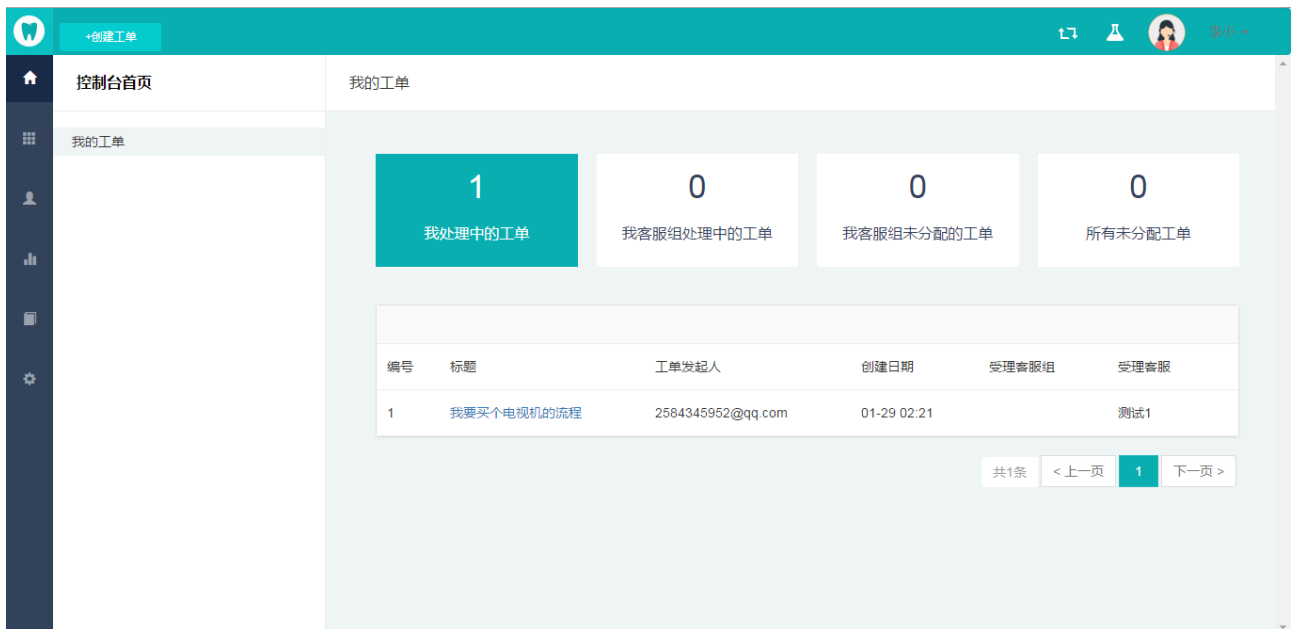 +创建工单
李小
控制台首页
我的工单
我的工单
1
我处理中的工单
0
我客服组处理中的工单
0
我客服组未分配的工单
0
所有未分配工单
编号 标题 工单发起人 创建日期 受理客服组 受理客服
1 我要买个电视机的流程 2584345952@qq.com 01-29 02:21 测试1
共1条 < 上一页 1 下一页 >